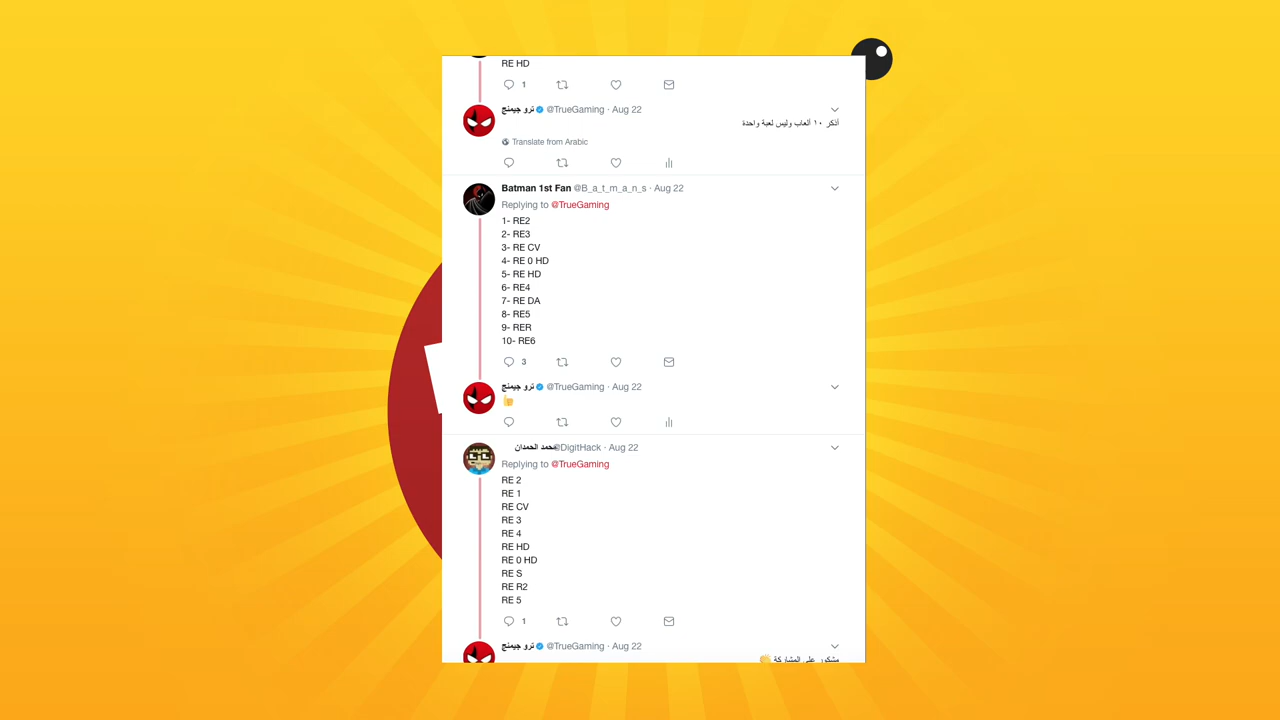 RE HD
1
ترو جيمنج @TrueGaming · Aug 22
أذكر ١٠ ألعاب وليس لعبة واحدة
Translate from Arabic
Batman 1st Fan @B_a_t_m_a_n_s · Aug 22
Replying to @TrueGaming
1- RE2
2- RE3
3- RE CV
4- RE 0 HD
5- RE HD
6- RE4
7- RE DA
8- RE5
9- RER
10- RE6
3
ترو جيمنج @TrueGaming · Aug 22
👍
محمد الحمدان @DigitHack · Aug 22
Replying to @TrueGaming
RE 2
RE 1
RE CV
RE 3
RE 4
RE HD
RE 0 HD
RE S
RE R2
RE 5
1
ترو جيمنج @TrueGaming · Aug 22
مشكور على المشاركة 👏